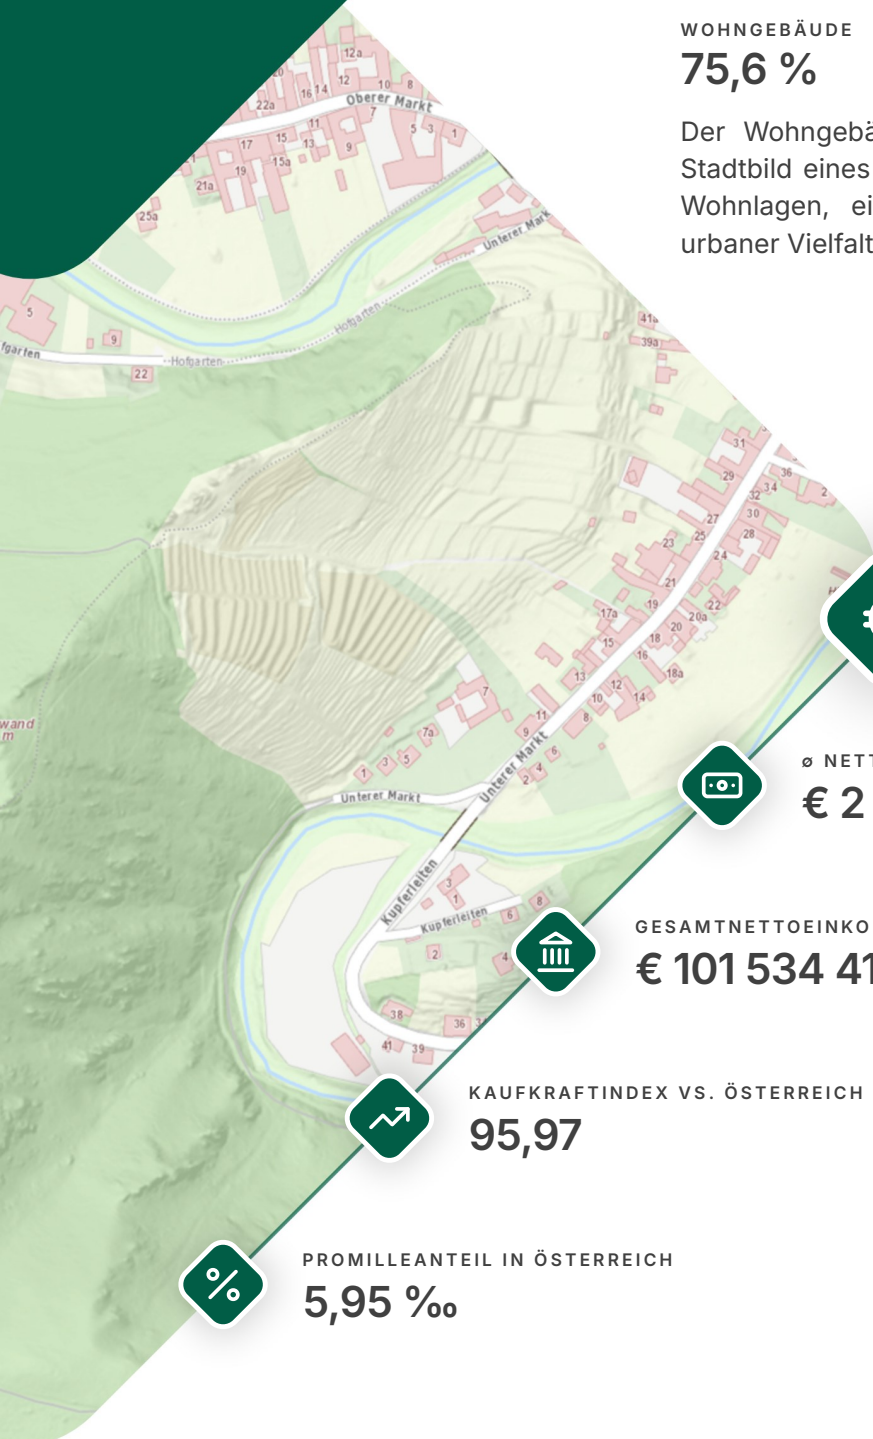 WOHNGEBÄUDE
75,6 %
Der Wohngebä
Stadtbild eines
Wohnlagen, ei
urbaner Vielfalt
12a
12
10
8
16
14
22a
Oberer Markt
7
11
5
3
1
15
13
9
17
19
15a
21a
25a
Unterer Mark
5
9
Hofgarten
fgarten
Hofgarten
22
41a
39a
31
29
36
34
32
2
30
27
28
25
23
24
21
19
22
17a
20a
20
18
15
16
18a
13
12
14
10
7
11
8
9
7a
6
5
4
3
2
1
wand
m
Unterer Markt
Unterer Markt
ø NETT
€ 2
Kupferleiten
3
1
Kupferleiten
6
8
2
4
GESAMTNETTOEINKO
€ 101 534 41
38
36
41
39
KAUFKRAFTINDEX VS. ÖSTERREICH
95,97
PROMILLEANTEIL IN ÖSTERREICH
5,95 ‰